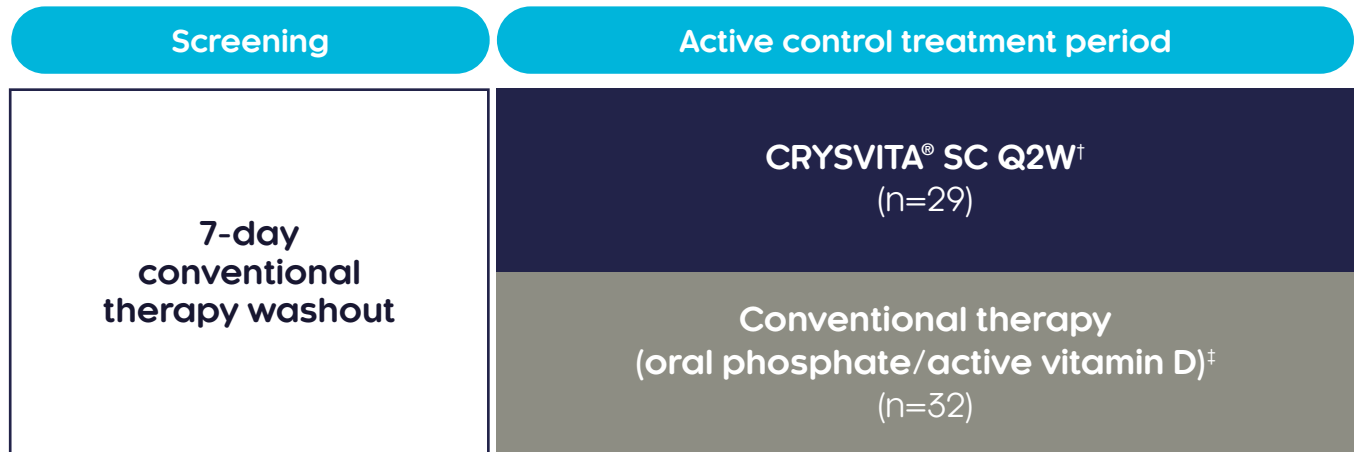 Screening
Active control treatment period
7-day
conventional
therapy washout
CRYSVITA® SC Q2W†
(n=29)
Conventional therapy
(oral phosphate/active vitamin D)‡
(n=32)